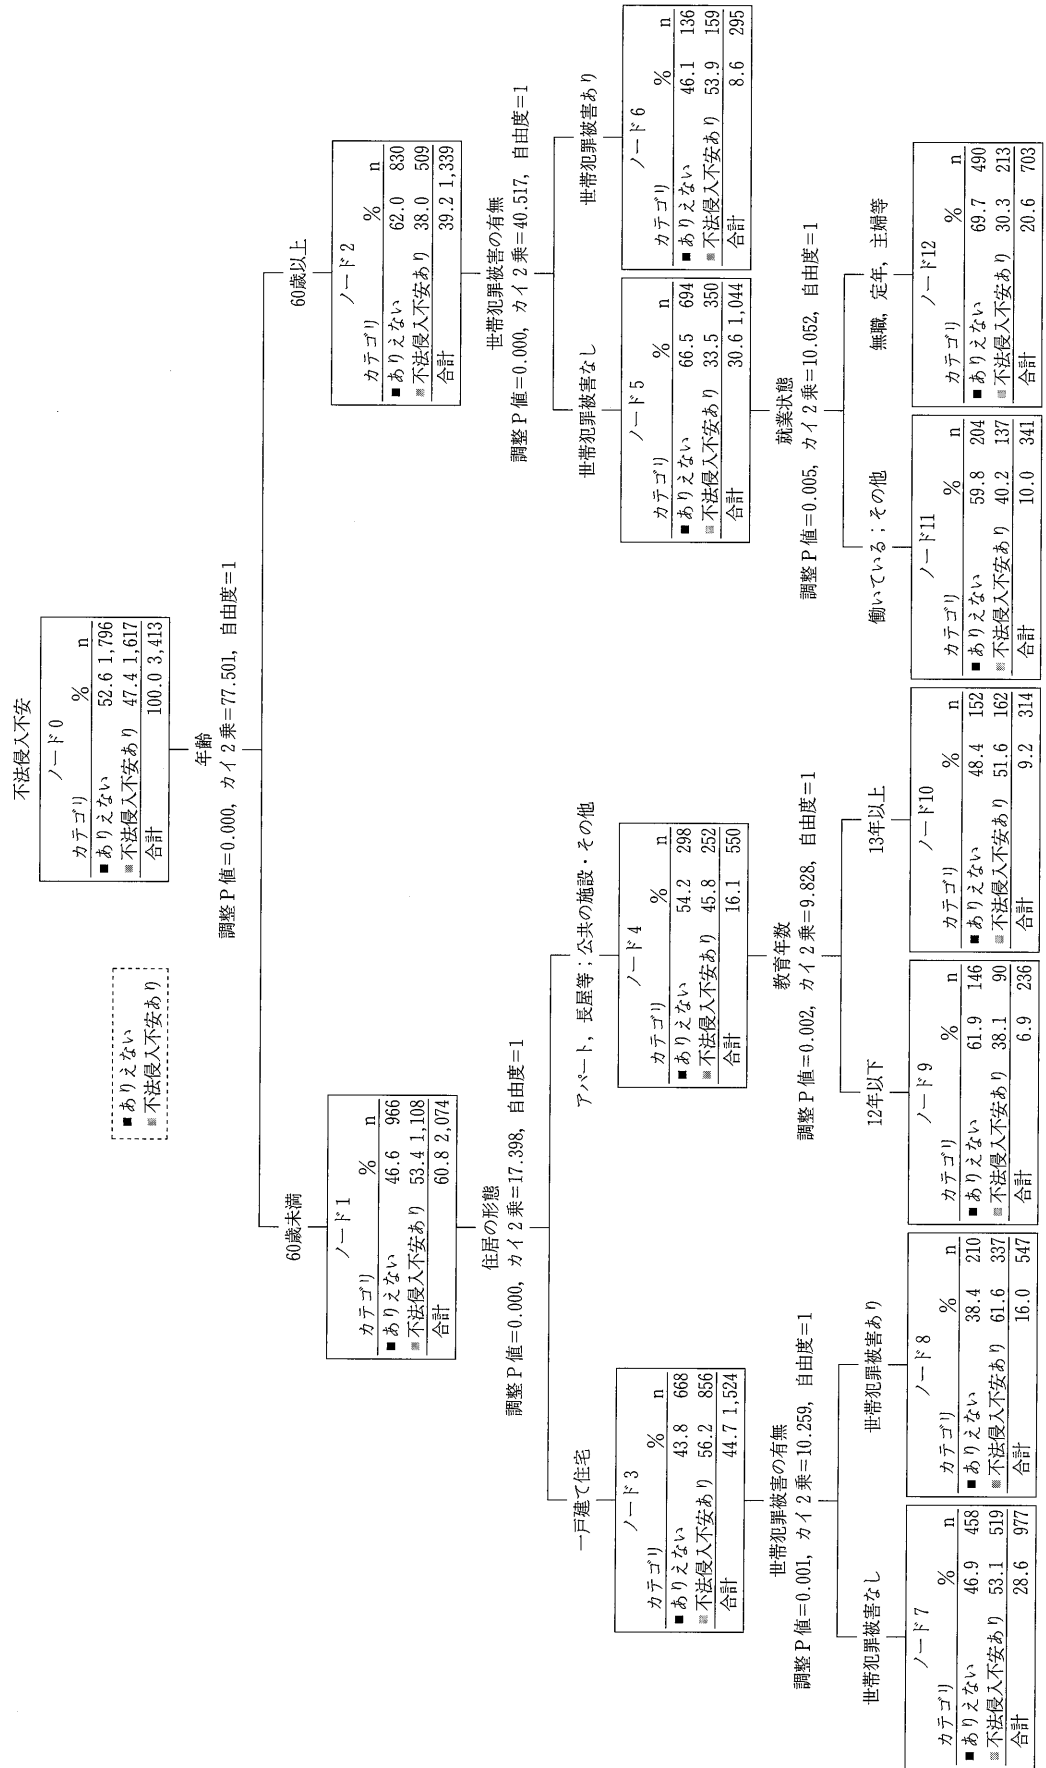 不法侵入不安
ノード0
カテゴリ % n
■ありえない 52.6 1,796
■不法侵入不安あり 47.4 1,617
合計 100.0 3,413
■ありえない
■不法侵入不安あり
年齢
調整P値=0.000, カイ2乗=77.501, 自由度=1
60歳未満
60歳以上
ノード1
カテゴリ % n
■ありえない 46.6 966
■不法侵入不安あり 53.4 1,108
合計 60.8 2,074
ノード2
カテゴリ % n
■ありえない 62.0 830
■不法侵入不安あり 38.0 509
合計 39.2 1,339
住居の形態
調整P値=0.000, カイ2乗=17.398, 自由度=1
世帯犯罪被害の有無
調整P値=0.000, カイ2乗=40.517, 自由度=1
一戸建て住宅
アパート, 長屋等;公共の施設・その他
世帯犯罪被害なし
世帯犯罪被害あり
ノード3
カテゴリ % n
■ありえない 43.8 668
■不法侵入不安あり 56.2 856
合計 44.7 1,524
ノード4
カテゴリ % n
■ありえない 54.2 298
■不法侵入不安あり 45.8 252
合計 16.1 550
ノード5
カテゴリ % n
■ありえない 66.5 694
■不法侵入不安あり 33.5 350
合計 30.6 1,044
ノード6
カテゴリ % n
■ありえない 46.1 136
■不法侵入不安あり 53.9 159
合計 8.6 295
世帯犯罪被害の有無
調整P値=0.001, カイ2乗=10.259, 自由度=1
教育年数
調整P値=0.002, カイ2乗=9.828, 自由度=1
就業状態
調整P値=0.005, カイ2乗=10.052, 自由度=1
世帯犯罪被害なし
世帯犯罪被害あり
12年以下
13年以上
働いている;その他
無職, 定年, 主婦等
ノード7
カテゴリ % n
■ありえない 46.9 458
■不法侵入不安あり 53.1 519
合計 28.6 977
ノード8
カテゴリ % n
■ありえない 38.4 210
■不法侵入不安あり 61.6 337
合計 16.0 547
ノード9
カテゴリ % n
■ありえない 61.9 146
■不法侵入不安あり 38.1 90
合計 6.9 236
ノード10
カテゴリ % n
■ありえない 48.4 152
■不法侵入不安あり 51.6 162
合計 9.2 314
ノード11
カテゴリ % n
■ありえない 59.8 204
■不法侵入不安あり 40.2 137
合計 10.0 341
ノード12
カテゴリ % n
■ありえない 69.7 490
■不法侵入不安あり 30.3 213
合計 20.6 703